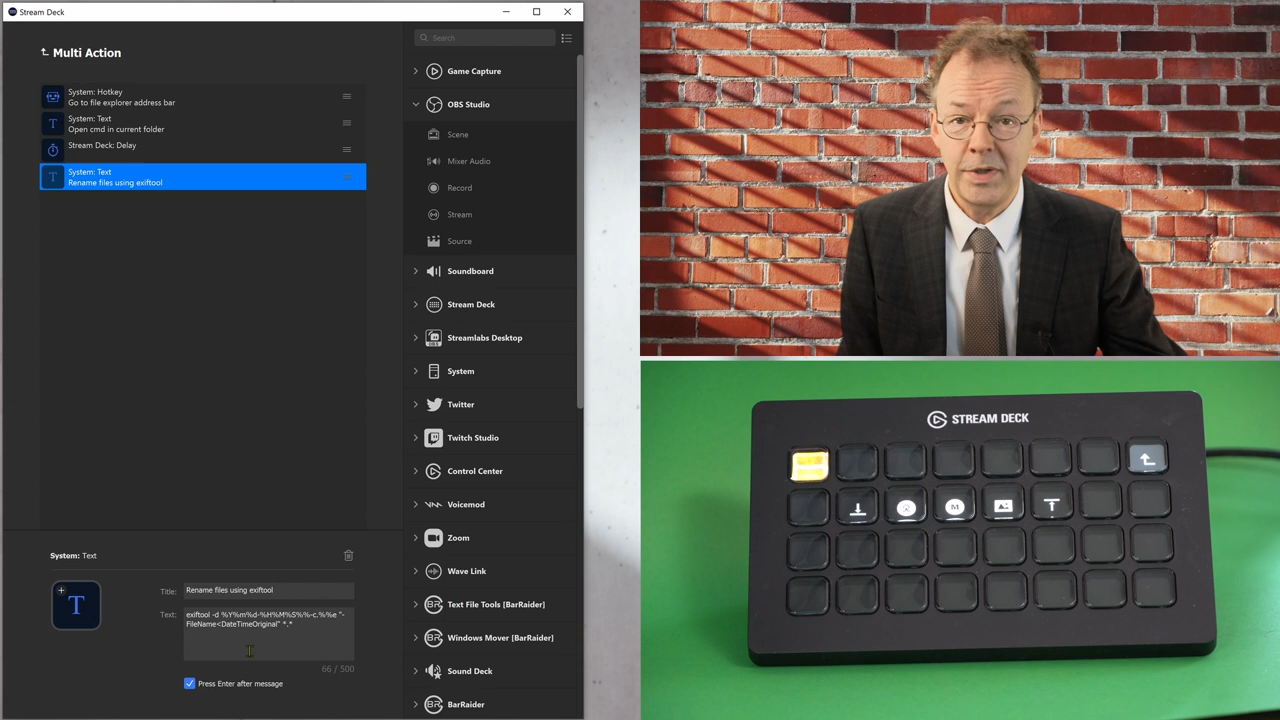 Stream Deck
Multi Action
System: Hotkey
Go to file explorer address bar
System: Text
Open cmd in current folder
Stream Deck: Delay
System: Text
Rename files using exiftool
System: Text
Title:
Rename files using exiftool
Text:
exiftool -d %Y%m%d-%H%M%S%%-c.%%e "-
FileName<DateTimeOriginal" *.*
66 / 500
Press Enter after message
Search
Game Capture
OBS Studio
Scene
Mixer Audio
Record
Stream
Source
Soundboard
Stream Deck
Streamlabs Desktop
System
Twitter
Twitch Studio
Control Center
Voicemod
Zoom
Wave Link
Text File Tools [BarRaider]
Windows Mover [BarRaider]
Sound Deck
BarRaider
STREAM DECK